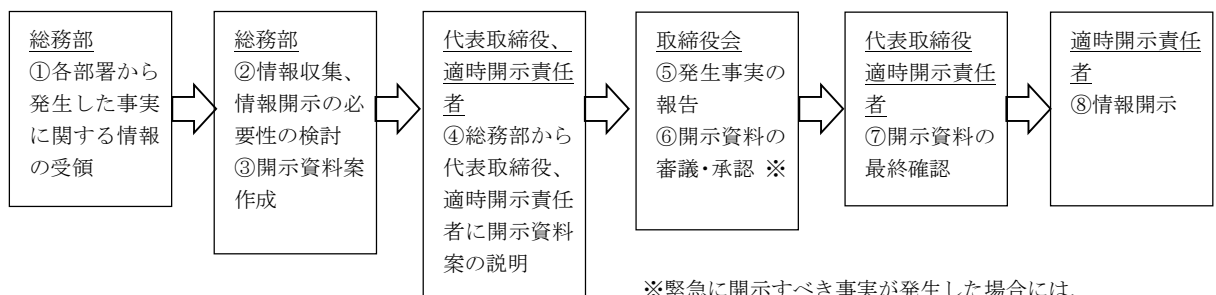 総務部
①各部署から
発生した事実
に関する情報
の受領
総務部
②情報収集、
情報開示の必
要性の検討
③開示資料案
作成
代表取締役、
適時開示責任
者
④総務部から
代表取締役、
適時開示責任
者に開示資料
案の説明
取締役会
⑤発生事実の
報告
⑥開示資料の
審議・承認 ※
代表取締役
適時開示責任
者
⑦開示資料の
最終確認
適時開示責任
者
⑧情報開示
※緊急に開示すべき事実が発生した場合には、